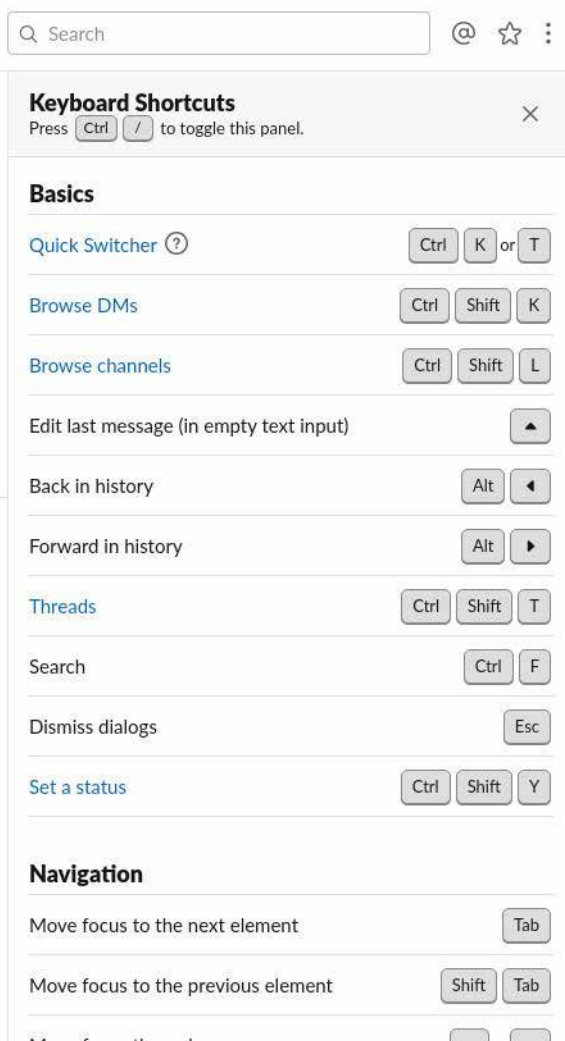 Search
Keyboard Shortcuts
Press Ctrl / to toggle this panel.
Basics
Quick Switcher ? Ctrl K or T
Browse DMs Ctrl Shift K
Browse channels Ctrl Shift L
Edit last message (in empty text input)
Back in history Alt
Forward in history Alt
Threads Ctrl Shift T
Search Ctrl F
Dismiss dialogs Esc
Set a status Ctrl Shift Y
Navigation
Move focus to the next element Tab
Move focus to the previous element Shift Tab